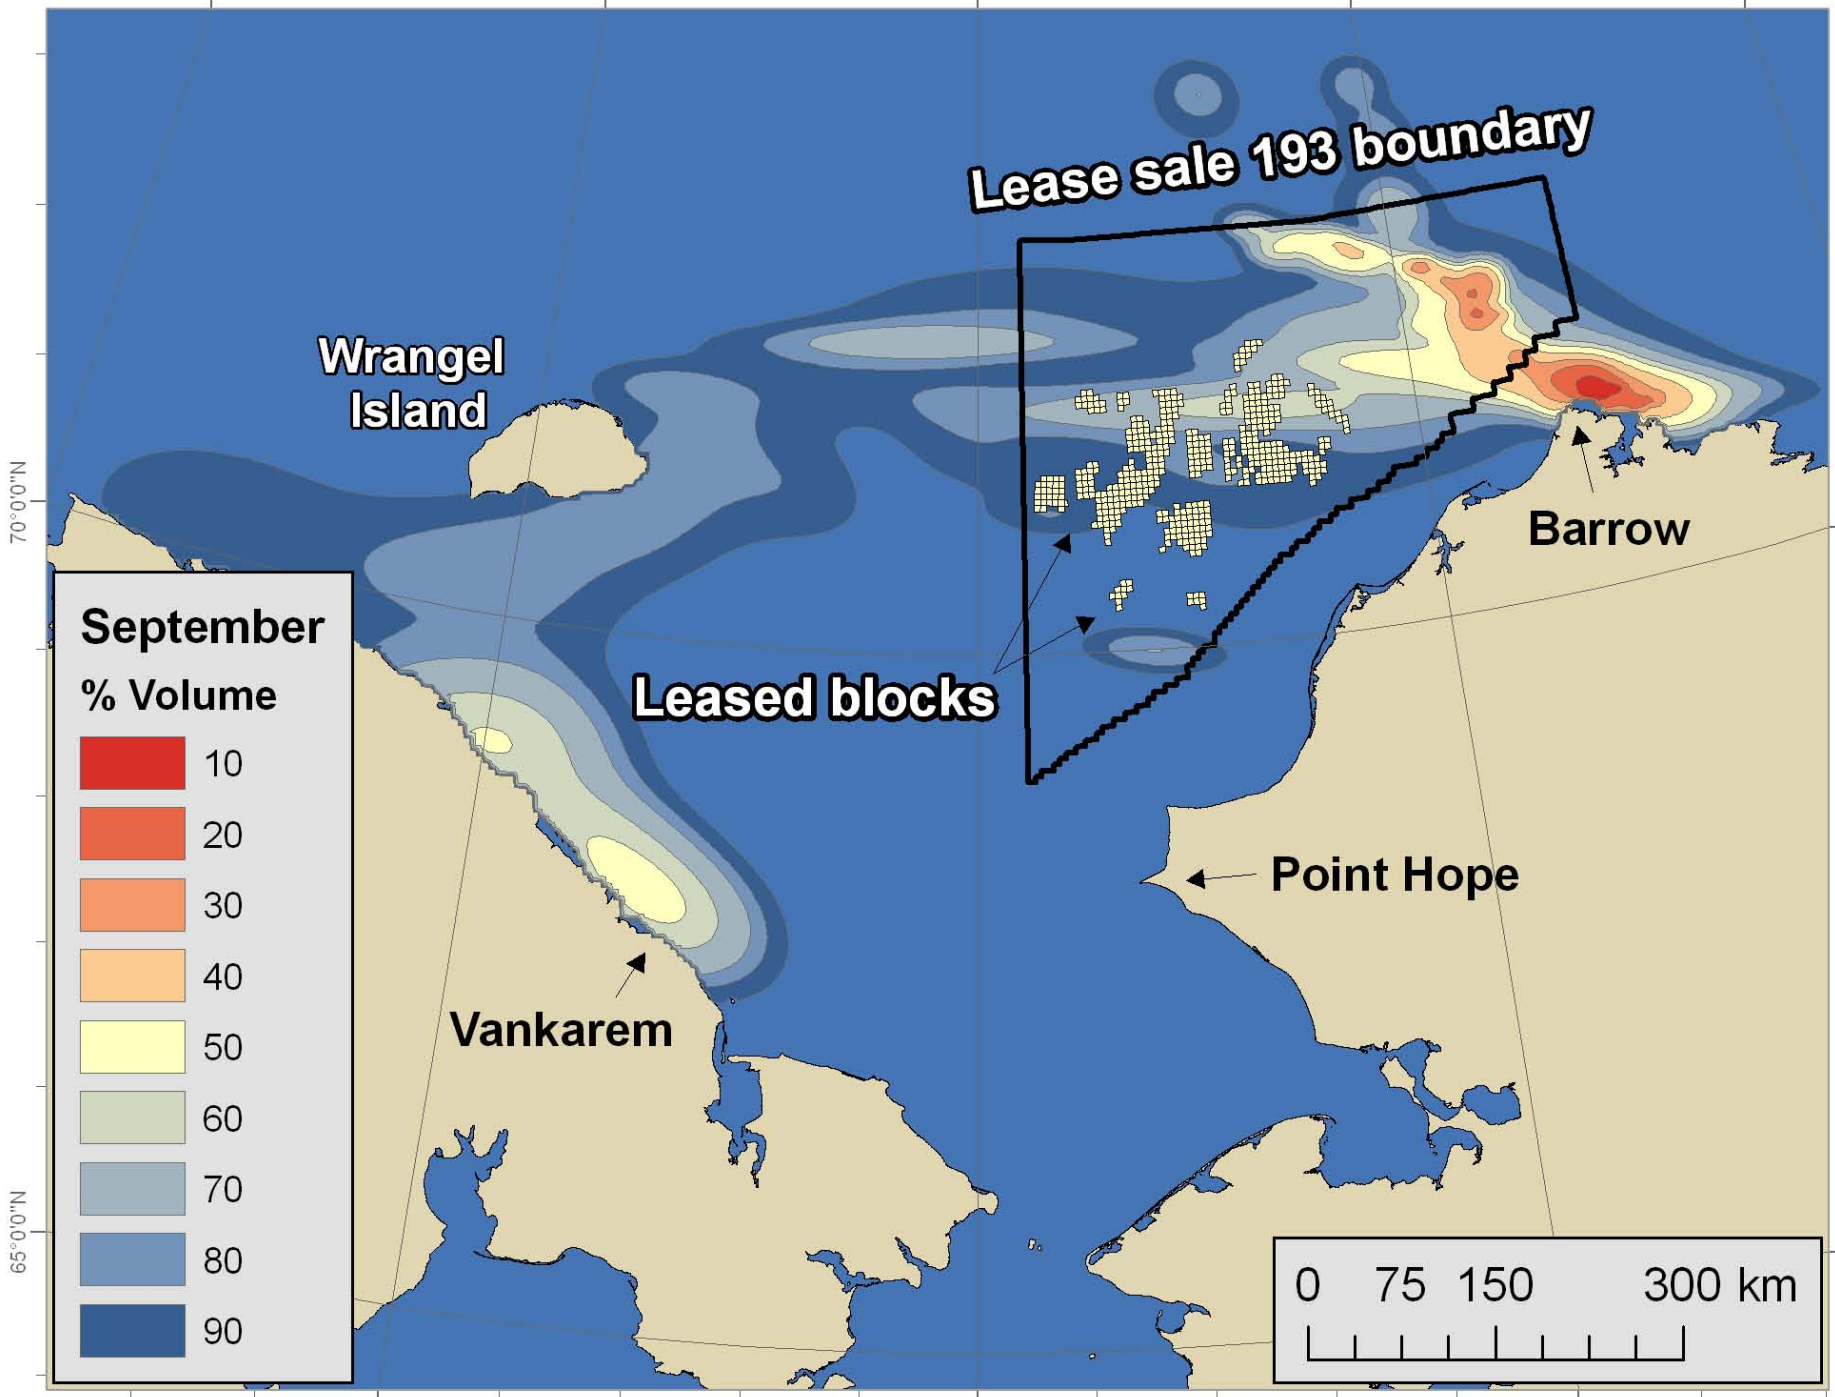 Lease sale 193 boundary
Wrangel
Island
70°0'0"N
Barrow
September
% Volume
Leased blocks
10
20
30
40
50
60
70
80
90
Point Hope
Vankarem
65°0'0"N
0 75 150 300 km